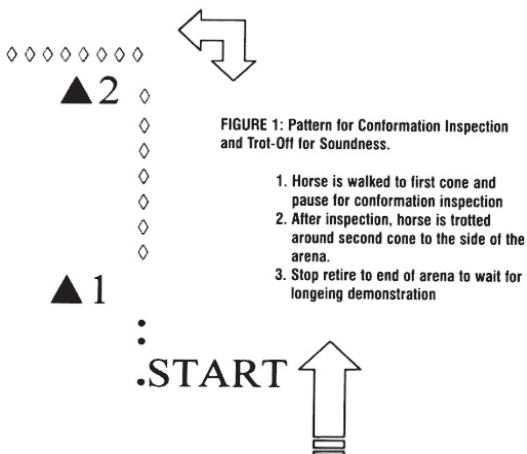 2
FIGURE 1: Pattern for Conformation Inspection
and Trot-Off for Soundness.
1. Horse is walked to first cone and
pause for conformation inspection
2. After inspection, horse is trotted
around second cone to the side of the
arena.
3. Stop retire to end of arena to wait for
longeing demonstration
1
START